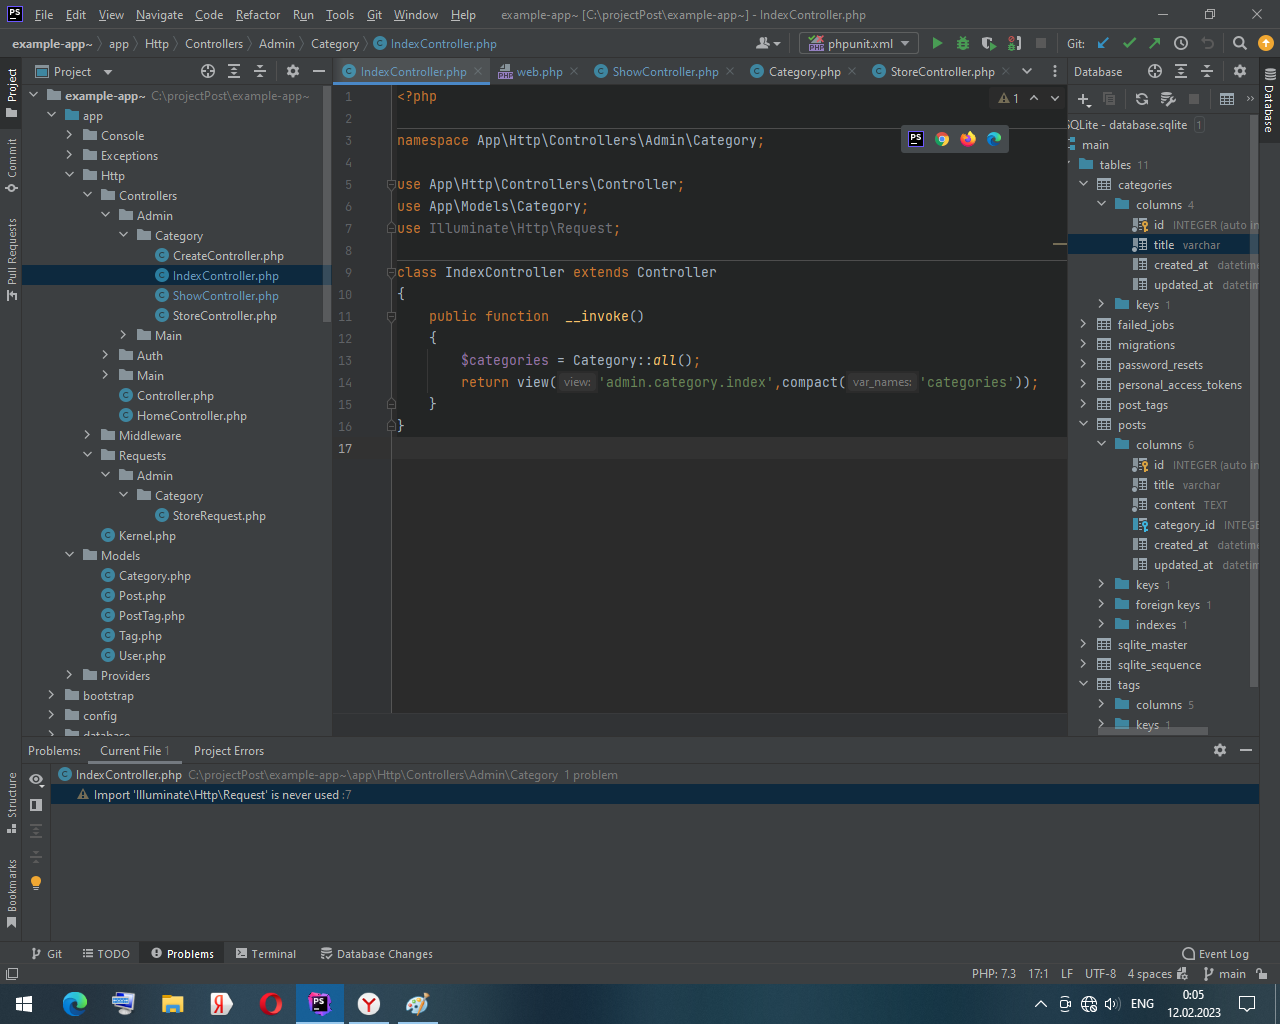 File Edit View Navigate Code Refactor Run Tools Git Window Help example-app~ [C:\projectPost\example-app~] - IndexController.php
example-app~ app Http Controllers Admin Category IndexController.php phpunit.xml Git:
Project
IndexController.php web.php ShowController.php Category.php StoreController.php
Database
Project
Commit
Pull Requests
Structure
Bookmarks
Database
example-app~ C:\projectPost\example-app~
app
Console
Exceptions
Http
Controllers
Admin
Category
CreateController.php
IndexController.php
ShowController.php
StoreController.php
Main
Auth
Main
Controller.php
HomeController.php
Middleware
Requests
Admin
Category
StoreRequest.php
Kernel.php
Models
Category.php
Post.php
PostTag.php
Tag.php
User.php
Providers
bootstrap
config
database
1 <?php
2
3 namespace App\Http\Controllers\Admin\Category;
4
5 use App\Http\Controllers\Controller;
6 use App\Models\Category;
7 use Illuminate\Http\Request;
8
9 class IndexController extends Controller
10 {
11 public function __invoke()
12 {
13 $categories = Category::all();
14 return view( view: 'admin.category.index',compact( var_names: 'categories'));
15 }
16 }
17
1
SQLite - database.sqlite 1
main
tables 11
categories
columns 4
id INTEGER (auto in
title varchar
created_at datetime
updated_at datetim
keys 1
failed_jobs
migrations
password_resets
personal_access_tokens
post_tags
posts
columns 6
id INTEGER (auto in
title varchar
content TEXT
category_id INTEGE
created_at datetime
updated_at datetim
keys 1
foreign keys 1
indexes 1
sqlite_master
sqlite_sequence
tags
columns 5
keys 1
Problems: Current File 1 Project Errors
IndexController.php C:\projectPost\example-app~\app\Http\Controllers\Admin\Category 1 problem
Import 'Illuminate\Http\Request' is never used :7
Git TODO Problems Terminal Database Changes Event Log
PHP: 7.3 17:1 LF UTF-8 4 spaces main
ENG
0:05
12.02.2023